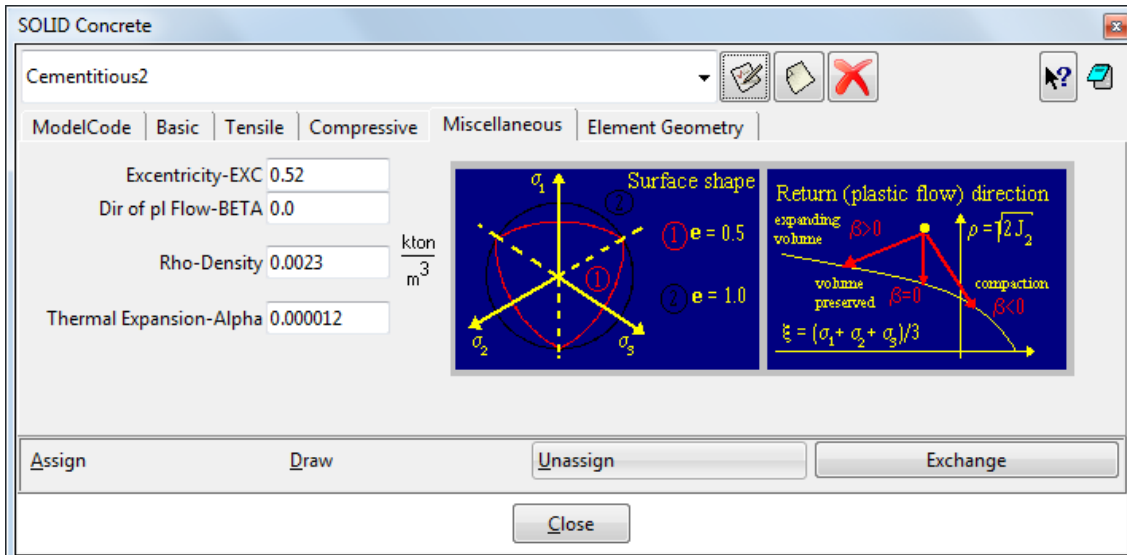 SOLID Concrete
Cementitious2
ModelCode Basic Tensile Compressive Miscellaneous Element Geometry
Excentricity-EXC 0.52
Dir of pl Flow-BETA 0.0
Rho-Density 0.0023 kton/m³
Thermal Expansion-Alpha 0.000012
σ₁ Surface shape
②
① e = 0.5
①
② e = 1.0
σ₂ σ₃
Return (plastic flow) direction
expanding volume β>0 ρ = √2J₂
volume preserved β=0
compaction β<0
ξ = (σ₁+ σ₂ + σ₃)/3
Assign Draw Unassign Exchange
Close